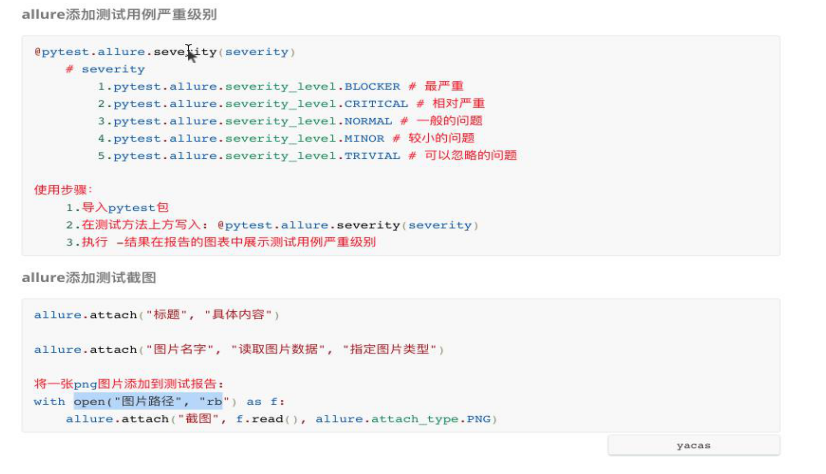 allure添加测试用例严重级别
@pytest.allure.severity(severity)
# severity
1.pytest.allure.severity_level.BLOCKER # 最严重
2.pytest.allure.severity_level.CRITICAL # 相对严重
3.pytest.allure.severity_level.NORMAL # 一般的问题
4.pytest.allure.severity_level.MINOR # 较小的问题
5.pytest.allure.severity_level.TRIVIAL # 可以忽略的问题
使用步骤:
1.导入pytest包
2.在测试方法上方写入: @pytest.allure.severity(severity)
3.执行 -结果在报告的图表中展示测试用例严重级别
allure添加测试截图
allure.attach("标题", "具体内容")
allure.attach("图片名字", "读取图片数据", "指定图片类型")
将一张png图片添加到测试报告:
with open("图片路径", "rb") as f:
allure.attach("截图", f.read(), allure.attach_type.PNG)
yacas